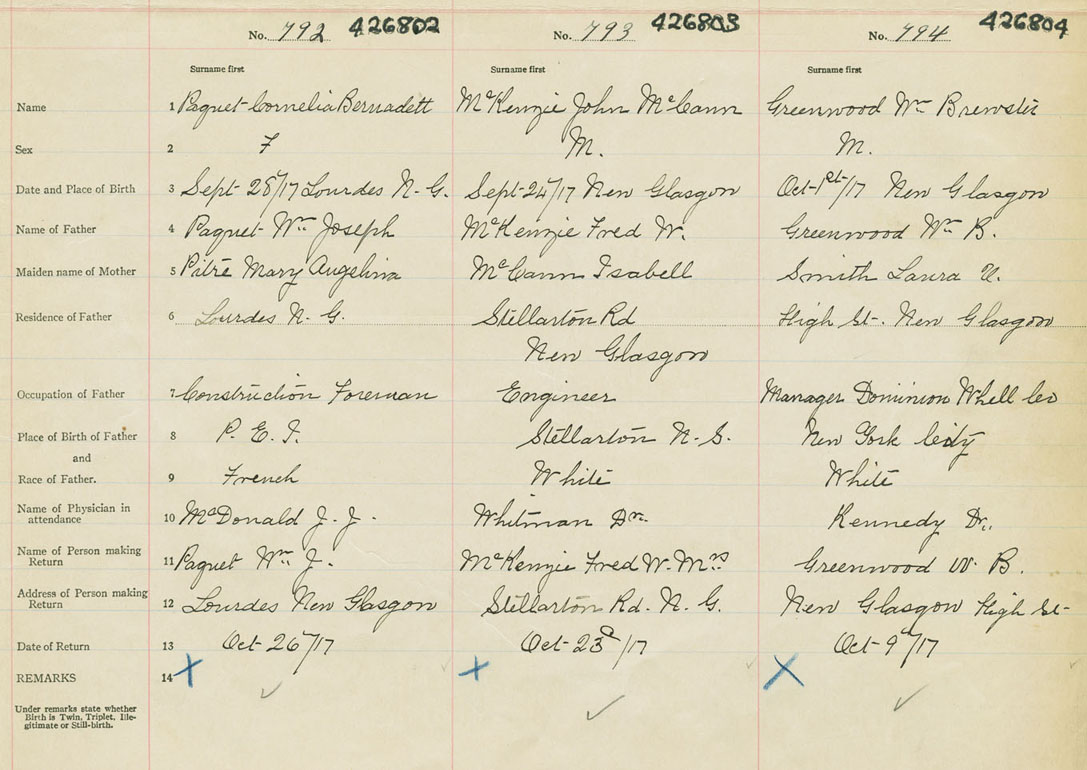 No. 792 426802 No. 793 426803 No. 794 426804
Surname first Surname first Surname first
Name 1 Paquet Cornelia Bernadett McKenzie John McCann Greenwood Wm Brewster
Sex 2 F M. M.
Date and Place of Birth 3 Sept 25/17 Lourdes N. G. Sept 24/17 New Glasgow Oct 1st/17 New Glasgow
Name of Father 4 Paquet Wm Joseph McKenzie Fred W. Greenwood Wm B.
Maiden name of Mother 5 Pitre Mary Angelina McCann Isabell Smith Laura U.
Residence of Father 6 Lourdes N. G. Stellarton Rd High St. New Glasgow
New Glasgow
Occupation of Father 7 Construction Foreman Engineer Manager Dominion Co
Place of Birth of Father 8 P. E. I. Stellarton N. S. New York City
and
Race of Father. 9 French White White
Name of Physician in
attendance 10 McDonald J. J. Whitman Dr. Kennedy Dr.
Name of Person making
Return 11 Paquet Wm J. McKenzie Fred W. Mrs Greenwood W. B.
Address of Person making
Return 12 Lourdes New Glasgow Stellarton Rd. N. G. New Glasgow High St
Date of Return 13 Oct 26/17 Oct 23d/17 Oct 9th/17
REMARKS 14
Under remarks state whether
Birth is Twin, Triplet, Ille-
gitimate or Still-birth.